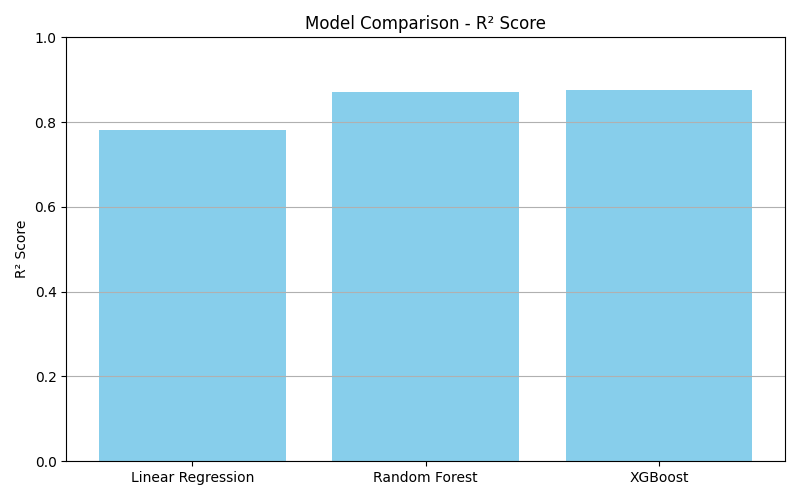 Model Comparison - R² Score
1.0
0.8
0.6
0.4
0.2
0.0
R² Score
Linear Regression
Random Forest
XGBoost